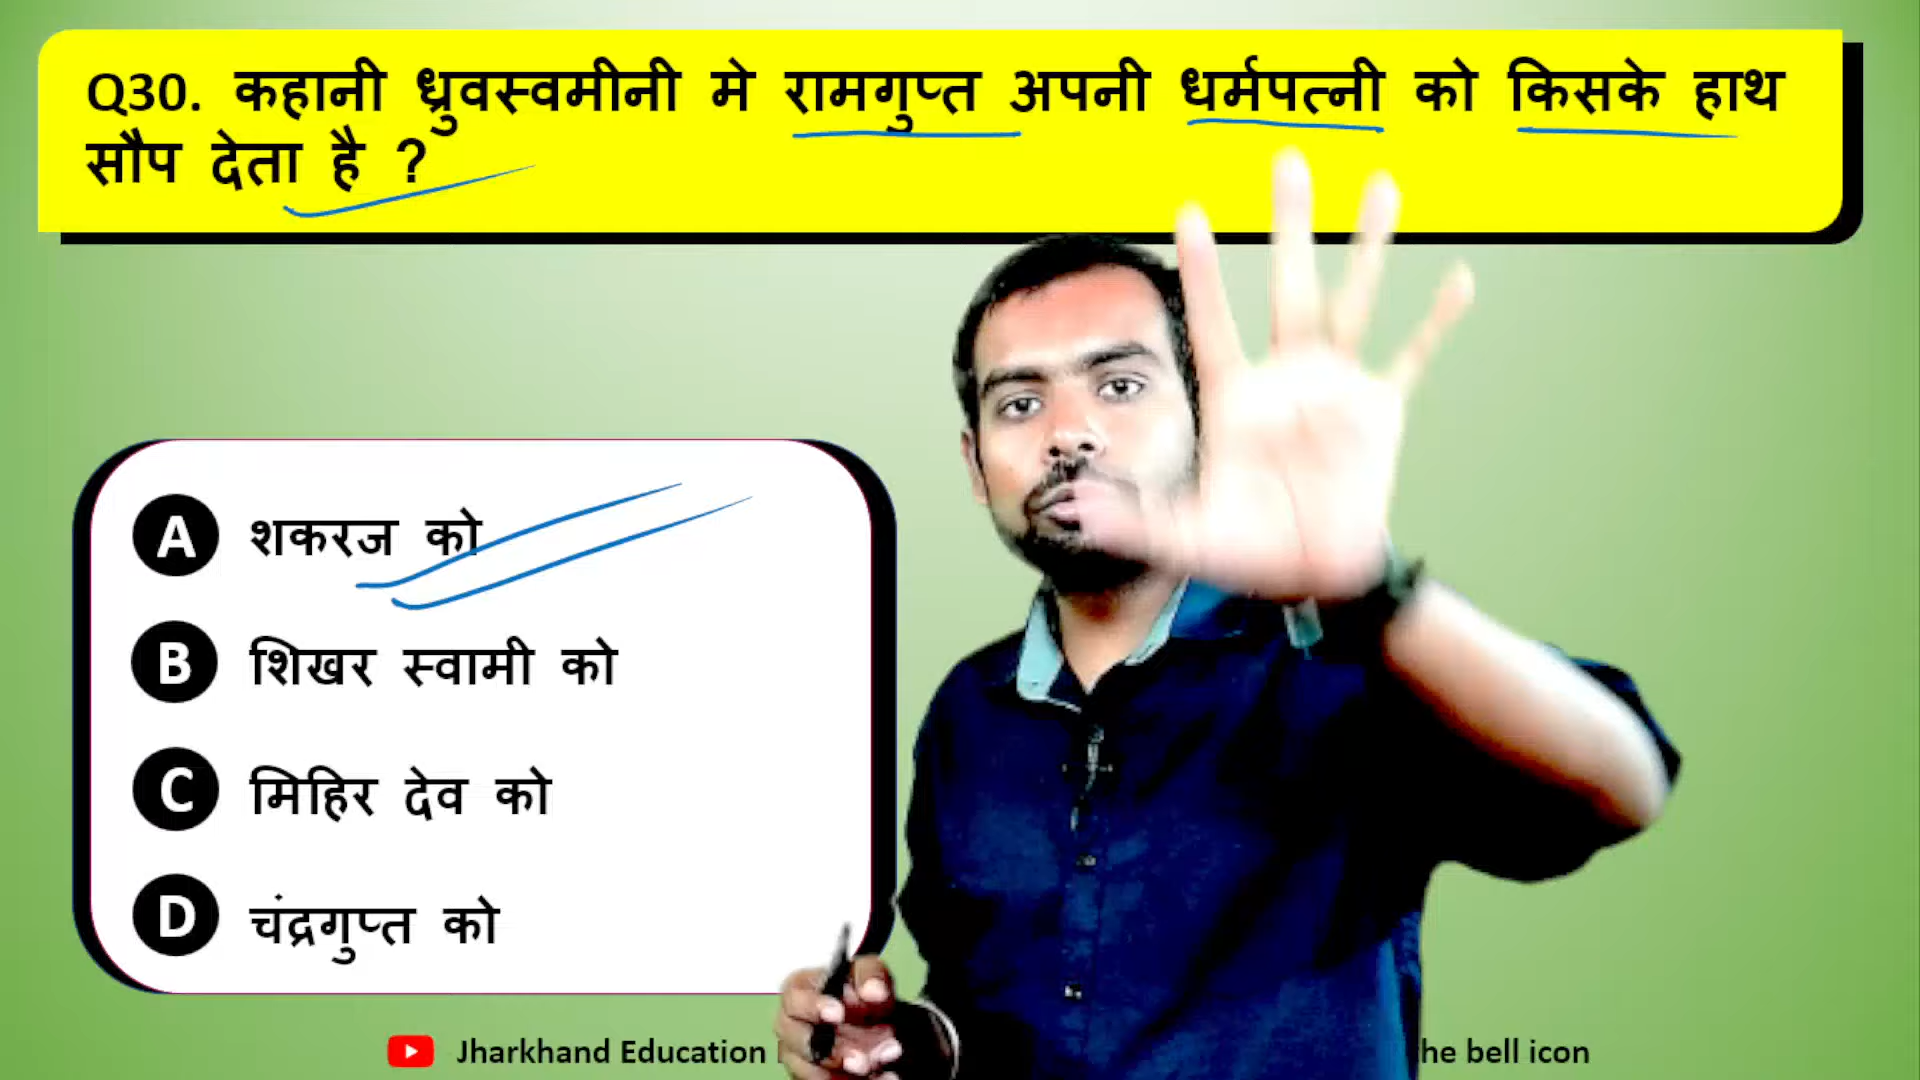 Q30. कहानी ध्रुवस्वमीनी मे रामगुप्त अपनी धर्मपत्नी को किसके हाथ
सौप देता है ?
A शकरज को
B शिखर स्वामी को
C मिहिर देव को
D चंद्रगुप्त को
Jharkhand Education he bell icon